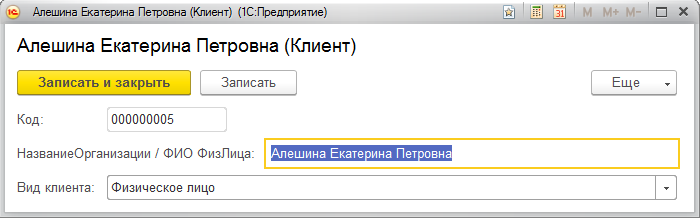 Алешина Екатерина Петровна (Клиент) (1С:Предприятие) M M+ M-
Алешина Екатерина Петровна (Клиент)
Записать и закрыть Записать Еще
Код: 000000005
НазваниеОрганизации / ФИО ФизЛица: Алешина Екатерина Петровна
Вид клиента: Физическое лицо